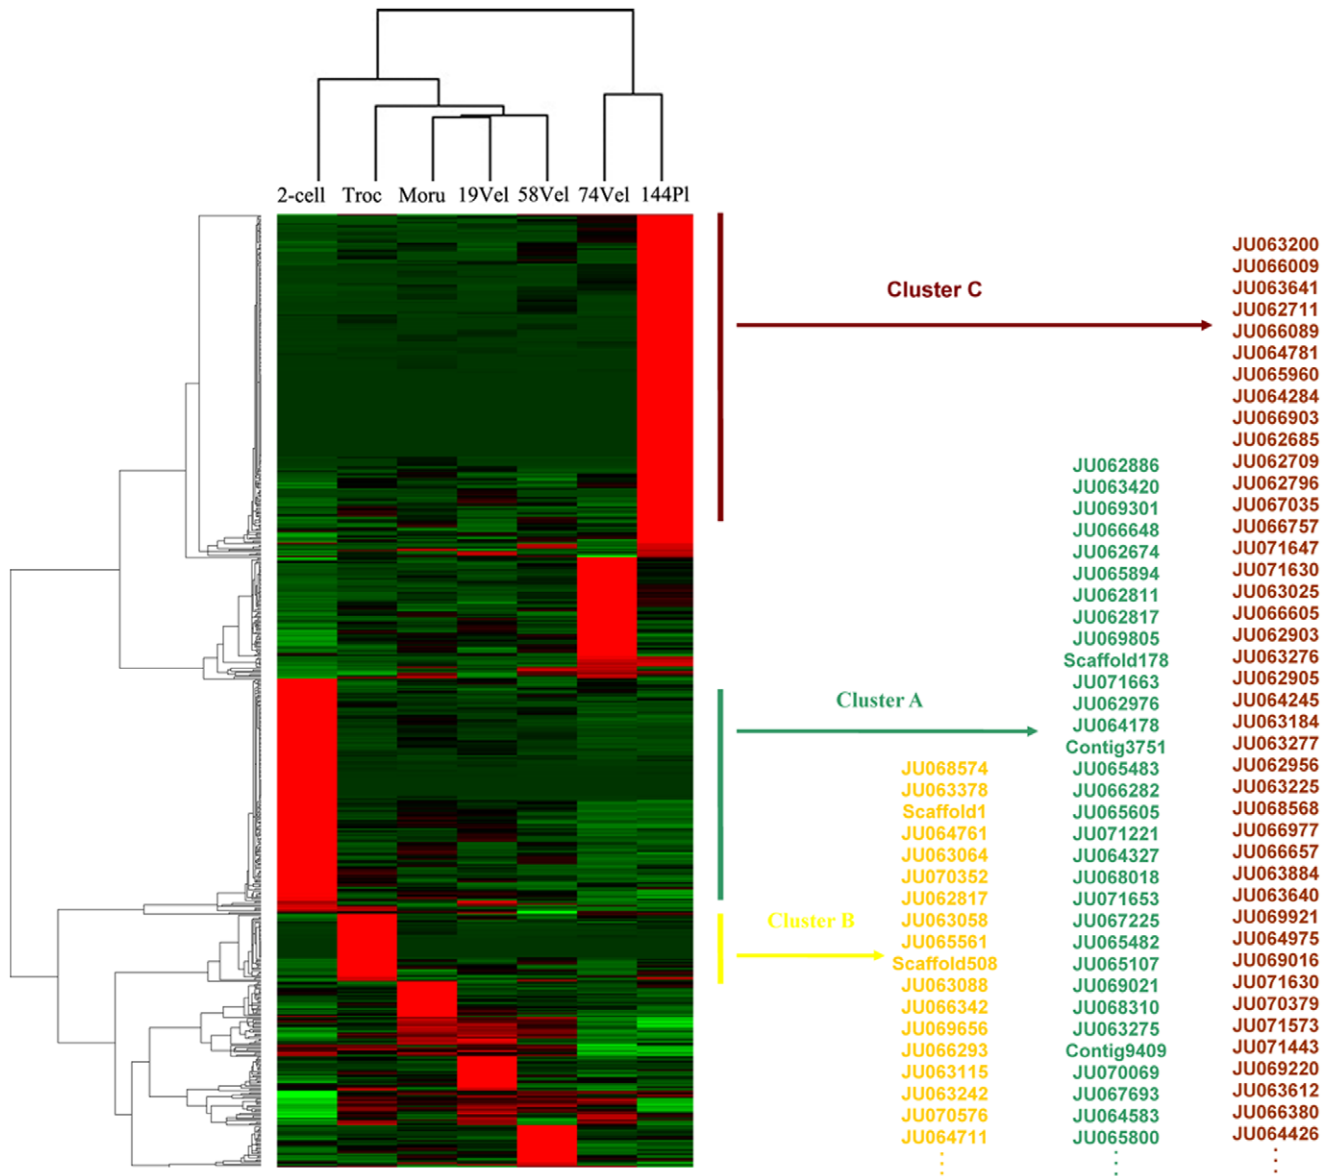 2-cell Troc Moru 19Vel 58Vel 74Vel 144Pl
Cluster C
Cluster A
Cluster B
JU068574
JU063378
Scaffold1
JU064761
JU063064
JU070352
JU062817
JU063058
JU065561
Scaffold508
JU063088
JU066342
JU069656
JU066293
JU063115
JU063242
JU070576
JU064711
JU062886
JU063420
JU069301
JU066648
JU062674
JU065894
JU062811
JU062817
JU069805
Scaffold178
JU071663
JU062976
JU064178
Contig3751
JU065483
JU066282
JU065605
JU071221
JU064327
JU068018
JU071653
JU067225
JU065482
JU065107
JU069021
JU068310
JU063275
Contig9409
JU070069
JU067693
JU064583
JU065800
JU063200
JU066009
JU063641
JU062711
JU066089
JU064781
JU065960
JU064284
JU066903
JU062685
JU062709
JU062796
JU067035
JU066757
JU071647
JU071630
JU063025
JU066605
JU062903
JU063276
JU062905
JU064245
JU063184
JU063277
JU062956
JU063225
JU068568
JU066977
JU066657
JU063884
JU063640
JU069921
JU064975
JU069016
JU071630
JU070379
JU071573
JU071443
JU069220
JU063612
JU066380
JU064426